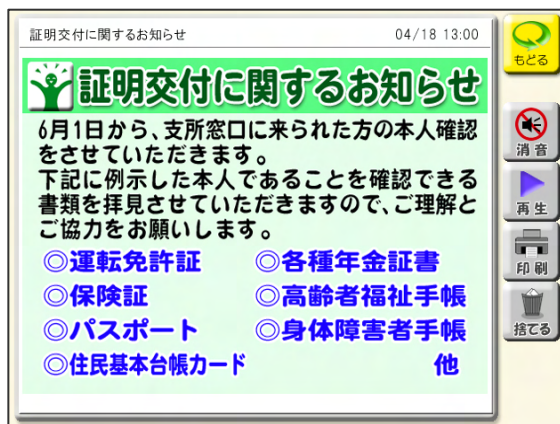 証明交付に関するお知らせ 04/18 13:00
証明交付に関するお知らせ
6月1日から、支所窓口に来られた方の本人確認
をさせていただきます。
下記に例示した本人であることを確認できる
書類を拝見させていただきますので、ご理解と
ご協力をお願いします。
◎運転免許証 ◎各種年金証書
◎保険証 ◎高齢者福祉手帳
◎パスポート ◎身体障害者手帳
◎住民基本台帳カード 他
もどる
消音
再生
印刷
捨てる